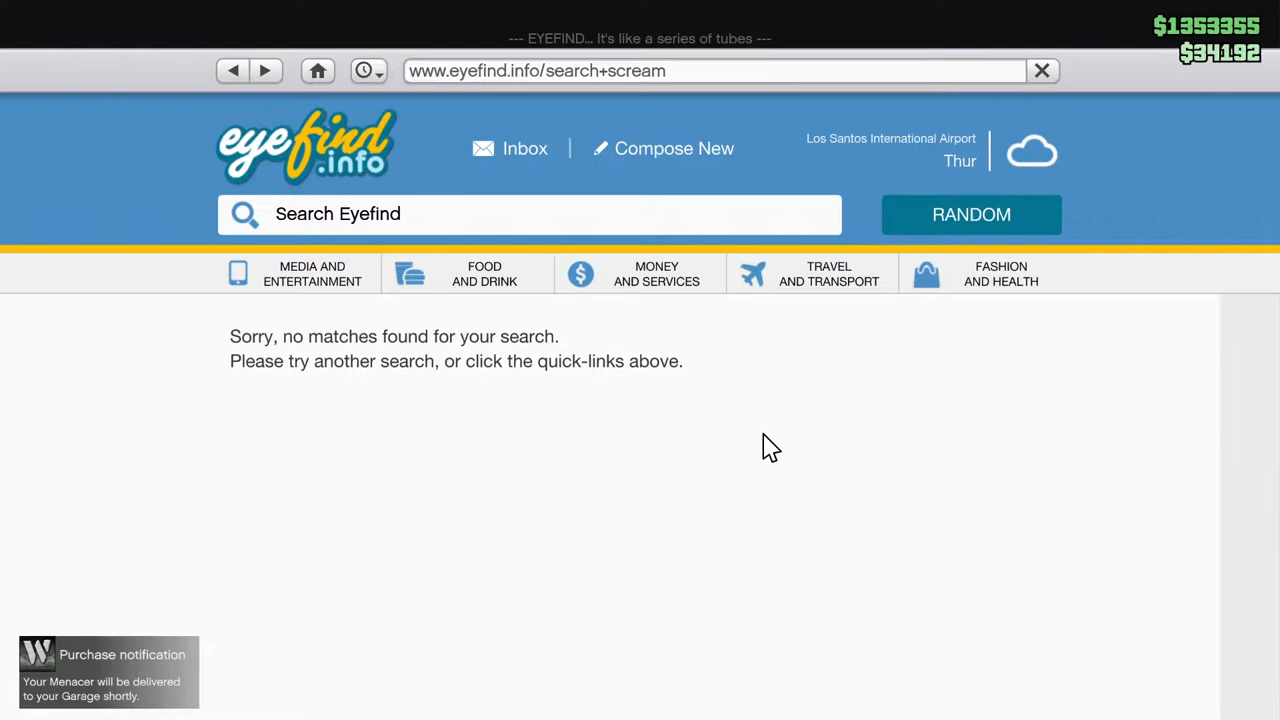 --- EYEFIND... It's like a series of tubes ---
$1353355
$34192
www.eyefind.info/search+scream
eyefind
.info
Inbox
Compose New
Los Santos International Airport
Thur
Search Eyefind
RANDOM
MEDIA AND
ENTERTAINMENT
FOOD
AND DRINK
MONEY
AND SERVICES
TRAVEL
AND TRANSPORT
FASHION
AND HEALTH
Sorry, no matches found for your search.
Please try another search, or click the quick-links above.
W
Purchase notification
Your Menacer will be delivered
to your Garage shortly.